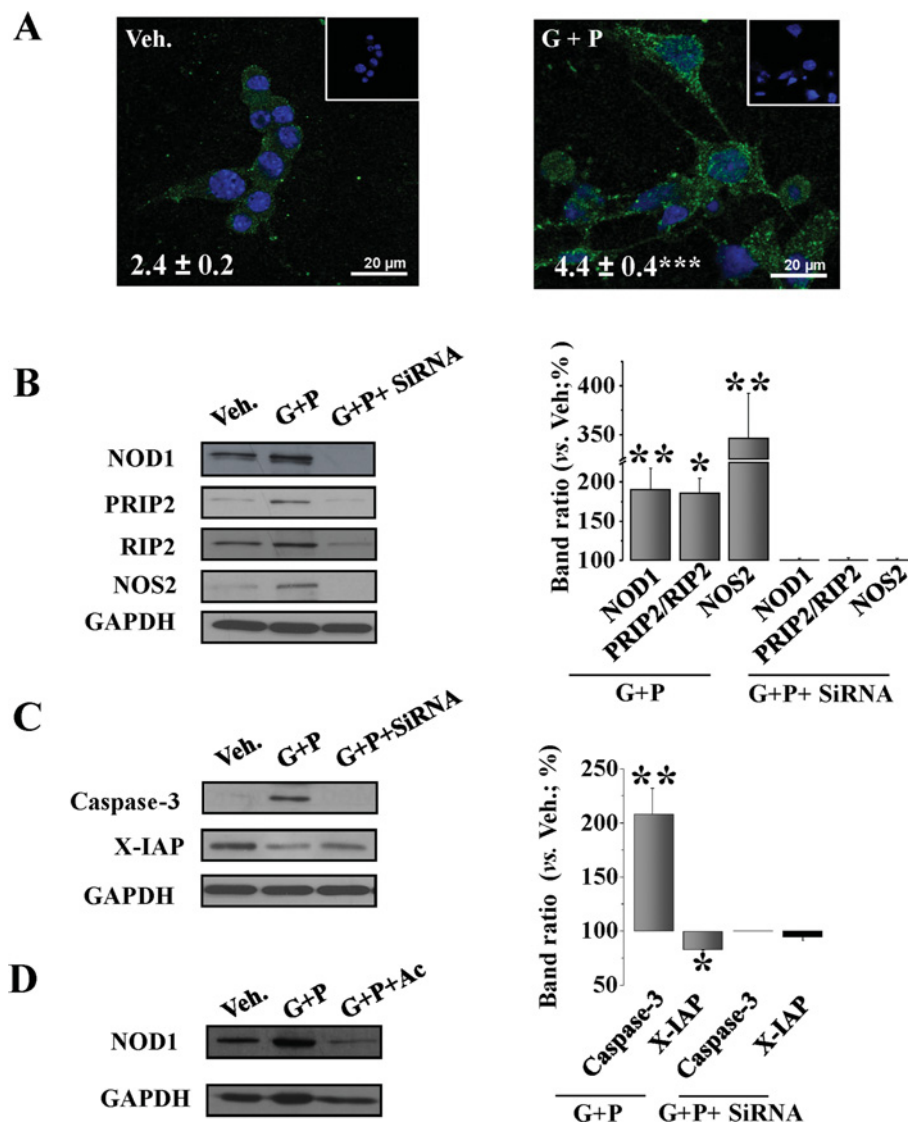 A
Veh.
G + P
2.4 ± 0.2
20 μm
4.4 ± 0.4***
20 μm
B
Veh.
G+P
G+P+ SiRNA
NOD1
PRIP2
RIP2
NOS2
GAPDH
Band ratio (vs. Veh; %)
400
350
200
150
100
**
*
**
NOD1
PRIP2/RIP2
NOS2
NOD1
PRIP2/RIP2
NOS2
G+P
G+P+ SiRNA
C
Veh.
G+P
G+P+SiRNA
Caspase-3
X-IAP
GAPDH
Band ratio (vs. Veh.; %)
250
200
150
100
50
**
*
Caspase-3
X-IAP
Caspase-3
X-IAP
G+P
G+P+ SiRNA
D
Veh.
G+P
G+P+Ac
NOD1
GAPDH